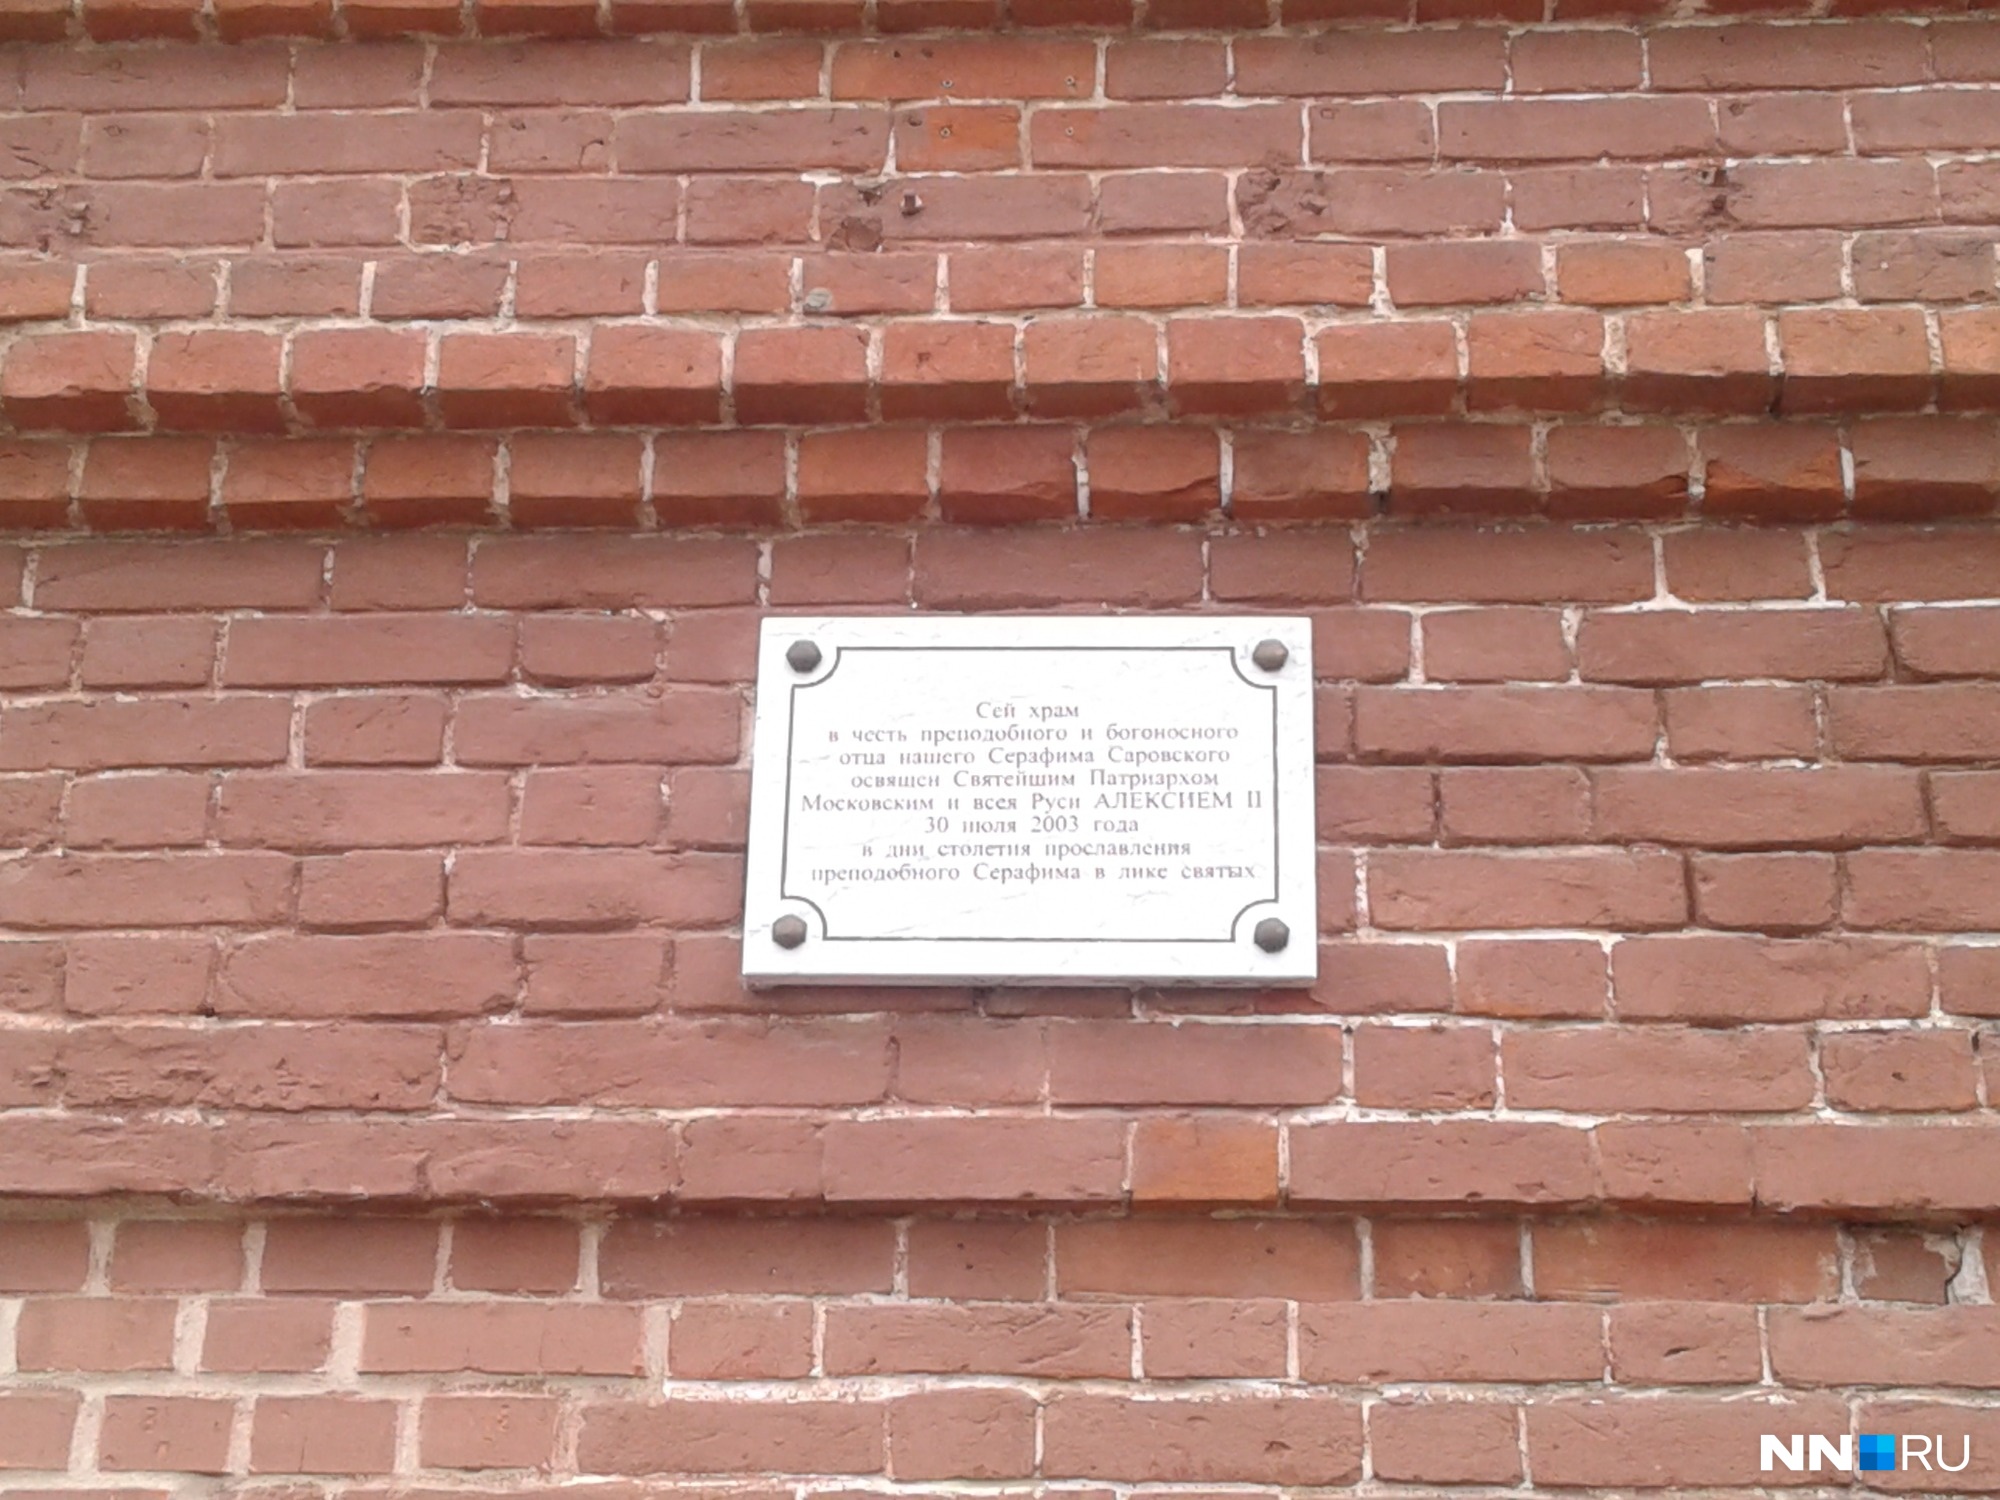 Сей храм
в честь преподобного и богоносного
отца нашего Серафима Саровского
освящен Святейшим Патриархом
Московским и всея Руси АЛЕКСИЕМ II
30 июля 2003 года
в дни столетия прославления
преподобного Серафима в лике святых
NN RU